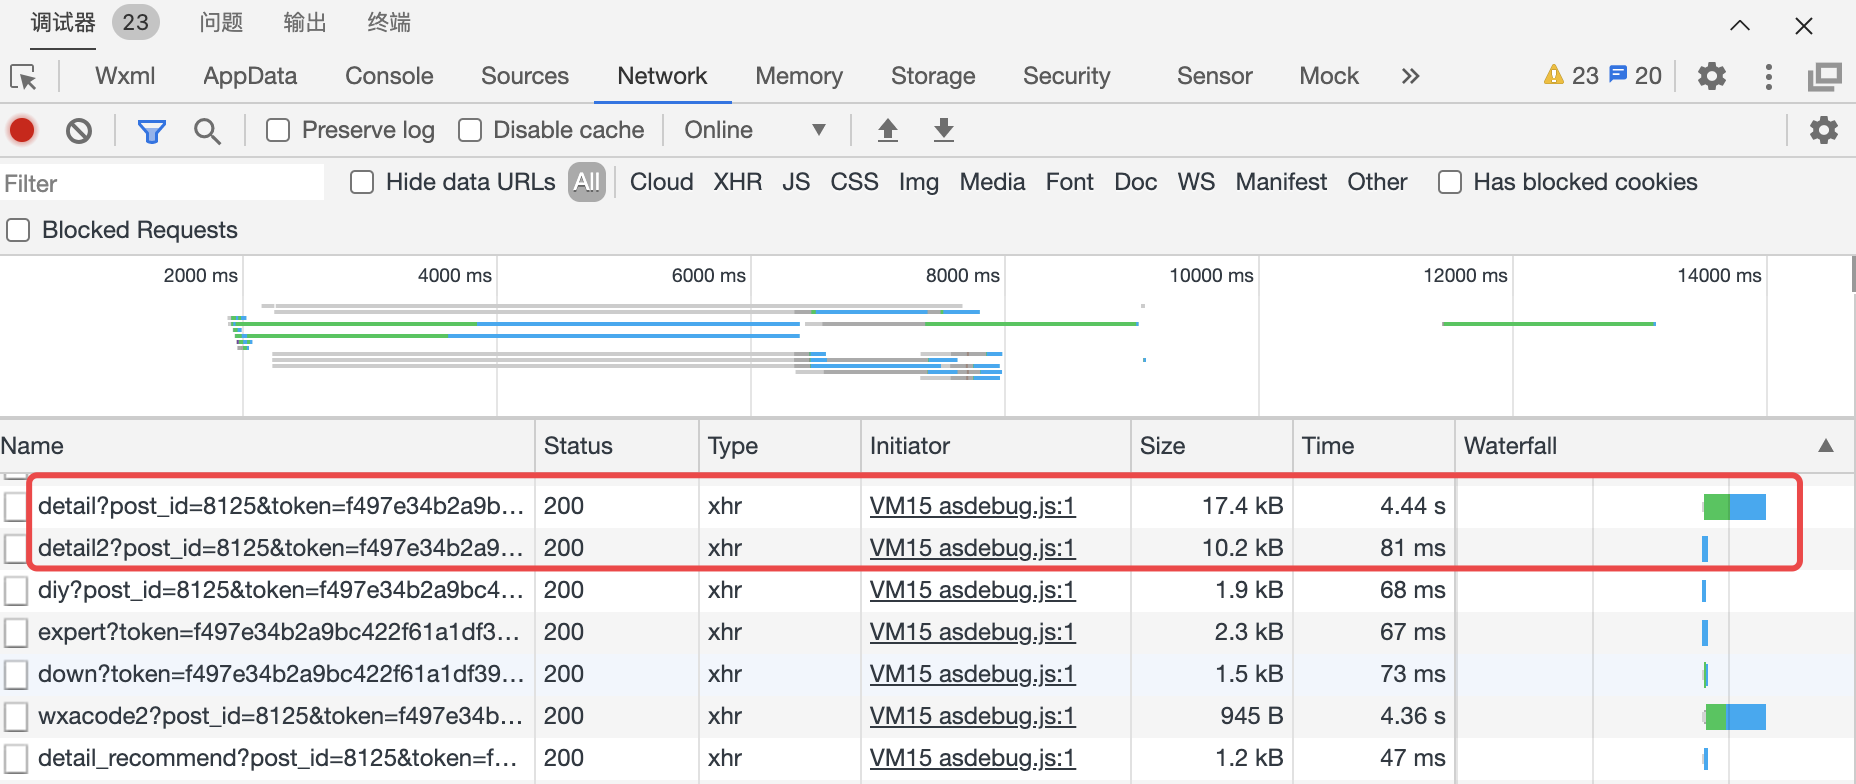 调试器 23 问题 输出 终端
Wxml AppData Console Sources Network Memory Storage Security Sensor Mock 23 20
Preserve log Disable cache Online
Filter Hide data URLs All Cloud XHR JS CSS Img Media Font Doc WS Manifest Other Has blocked cookies
Blocked Requests
2000 ms 4000 ms 6000 ms 8000 ms 10000 ms 12000 ms 14000 ms
Name Status Type Initiator Size Time Waterfall
detail?post_id=8125&token=f497e34b2a9b... 200 xhr VM15 asdebug.js:1 17.4 kB 4.44 s
detail2?post_id=8125&token=f497e34b2a9... 200 xhr VM15 asdebug.js:1 10.2 kB 81 ms
diy?post_id=8125&token=f497e34b2a9bc4... 200 xhr VM15 asdebug.js:1 1.9 kB 68 ms
expert?token=f497e34b2a9bc422f61a1df3... 200 xhr VM15 asdebug.js:1 2.3 kB 67 ms
down?token=f497e34b2a9bc422f61a1df39... 200 xhr VM15 asdebug.js:1 1.5 kB 73 ms
wxacode2?post_id=8125&token=f497e34b... 200 xhr VM15 asdebug.js:1 945 B 4.36 s
detail_recommend?post_id=8125&token=f... 200 xhr VM15 asdebug.js:1 1.2 kB 47 ms